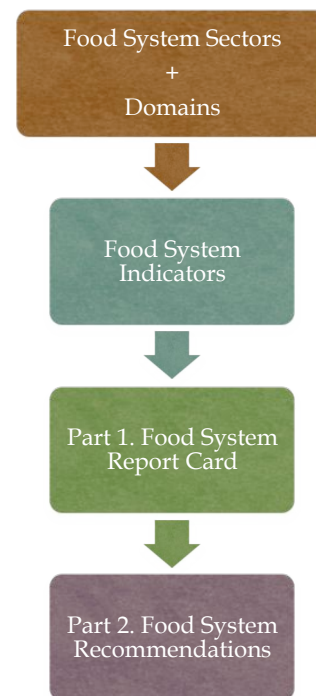 Food System Sectors
+
Domains
Food System
Indicators
Part 1. Food System
Report Card
Part 2. Food System
Recommendations